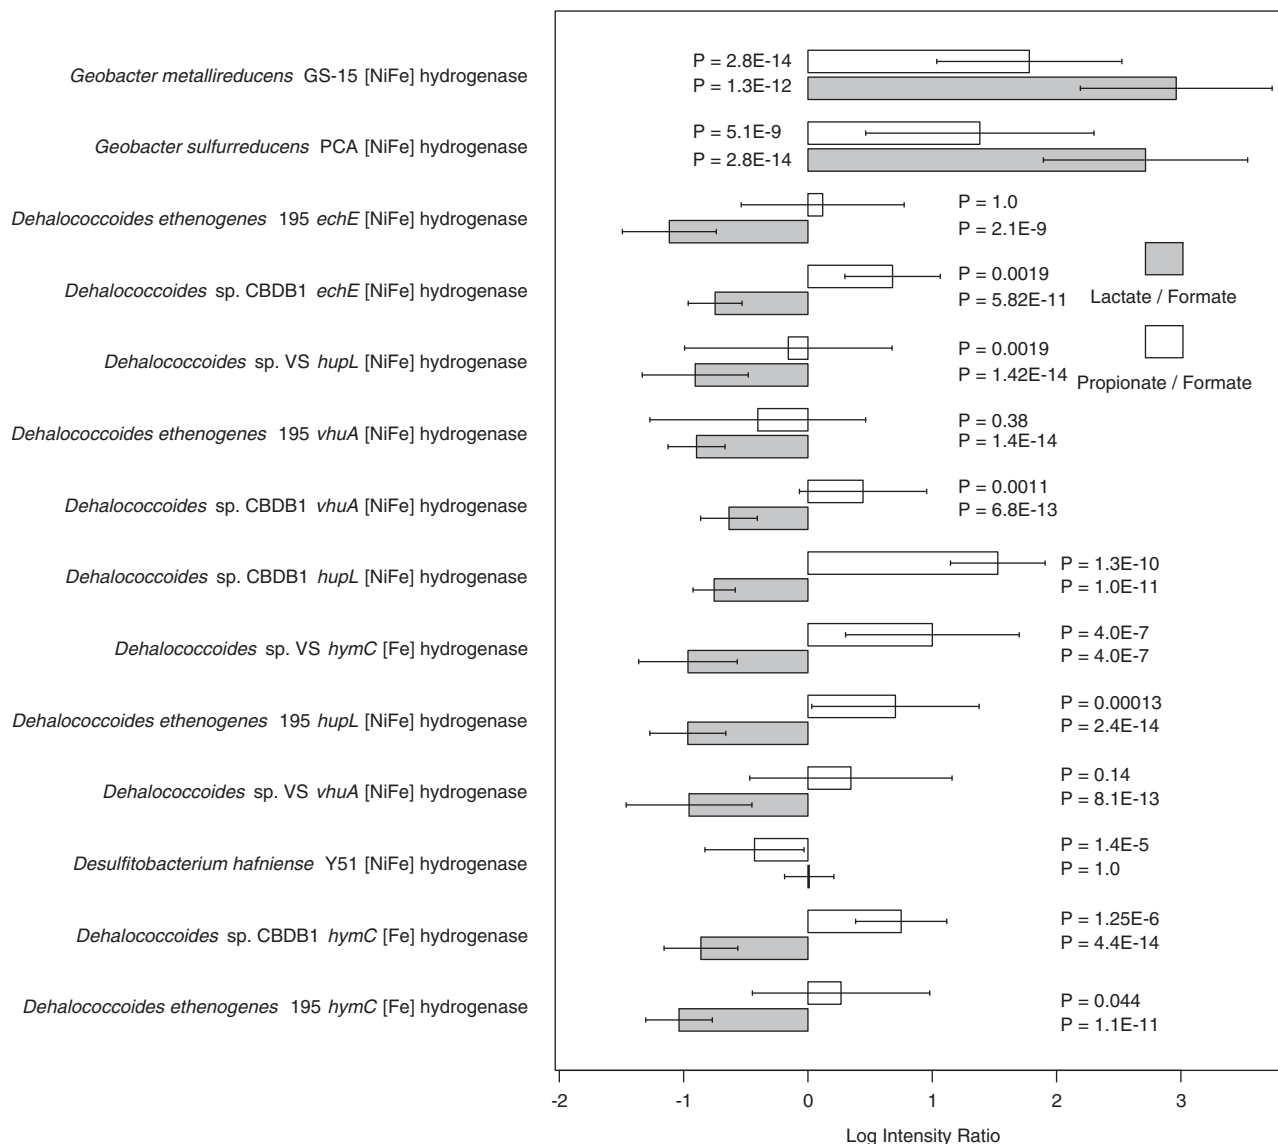 Geobacter metallireducens GS-15 [NiFe] hydrogenase
P = 2.8E-14
P = 1.3E-12
Geobacter sulfurreducens PCA [NiFe] hydrogenase
P = 5.1E-9
P = 2.8E-14
Dehalococcoides ethenogenes 195 echE [NiFe] hydrogenase
P = 1.0
P = 2.1E-9
Dehalococcoides sp. CBDB1 echE [NiFe] hydrogenase
P = 0.0019
P = 5.82E-11
Lactate / Formate
Dehalococcoides sp. VS hupL [NiFe] hydrogenase
P = 0.0019
P = 1.42E-14
Propionate / Formate
Dehalococcoides ethenogenes 195 vhuA [NiFe] hydrogenase
P = 0.38
P = 1.4E-14
Dehalococcoides sp. CBDB1 vhuA [NiFe] hydrogenase
P = 0.0011
P = 6.8E-13
Dehalococcoides sp. CBDB1 hupL [NiFe] hydrogenase
P = 1.3E-10
P = 1.0E-11
Dehalococcoides sp. VS hymC [Fe] hydrogenase
P = 4.0E-7
P = 4.0E-7
Dehalococcoides ethenogenes 195 hupL [NiFe] hydrogenase
P = 0.00013
P = 2.4E-14
Dehalococcoides sp. VS vhuA [NiFe] hydrogenase
P = 0.14
P = 8.1E-13
Desulfitobacterium hafniense Y51 [NiFe] hydrogenase
P = 1.4E-5
P = 1.0
Dehalococcoides sp. CBDB1 hymC [Fe] hydrogenase
P = 1.25E-6
P = 4.4E-14
Dehalococcoides ethenogenes 195 hymC [Fe] hydrogenase
P = 0.044
P = 1.1E-11
-2 -1 0 1 2 3
Log Intensity Ratio